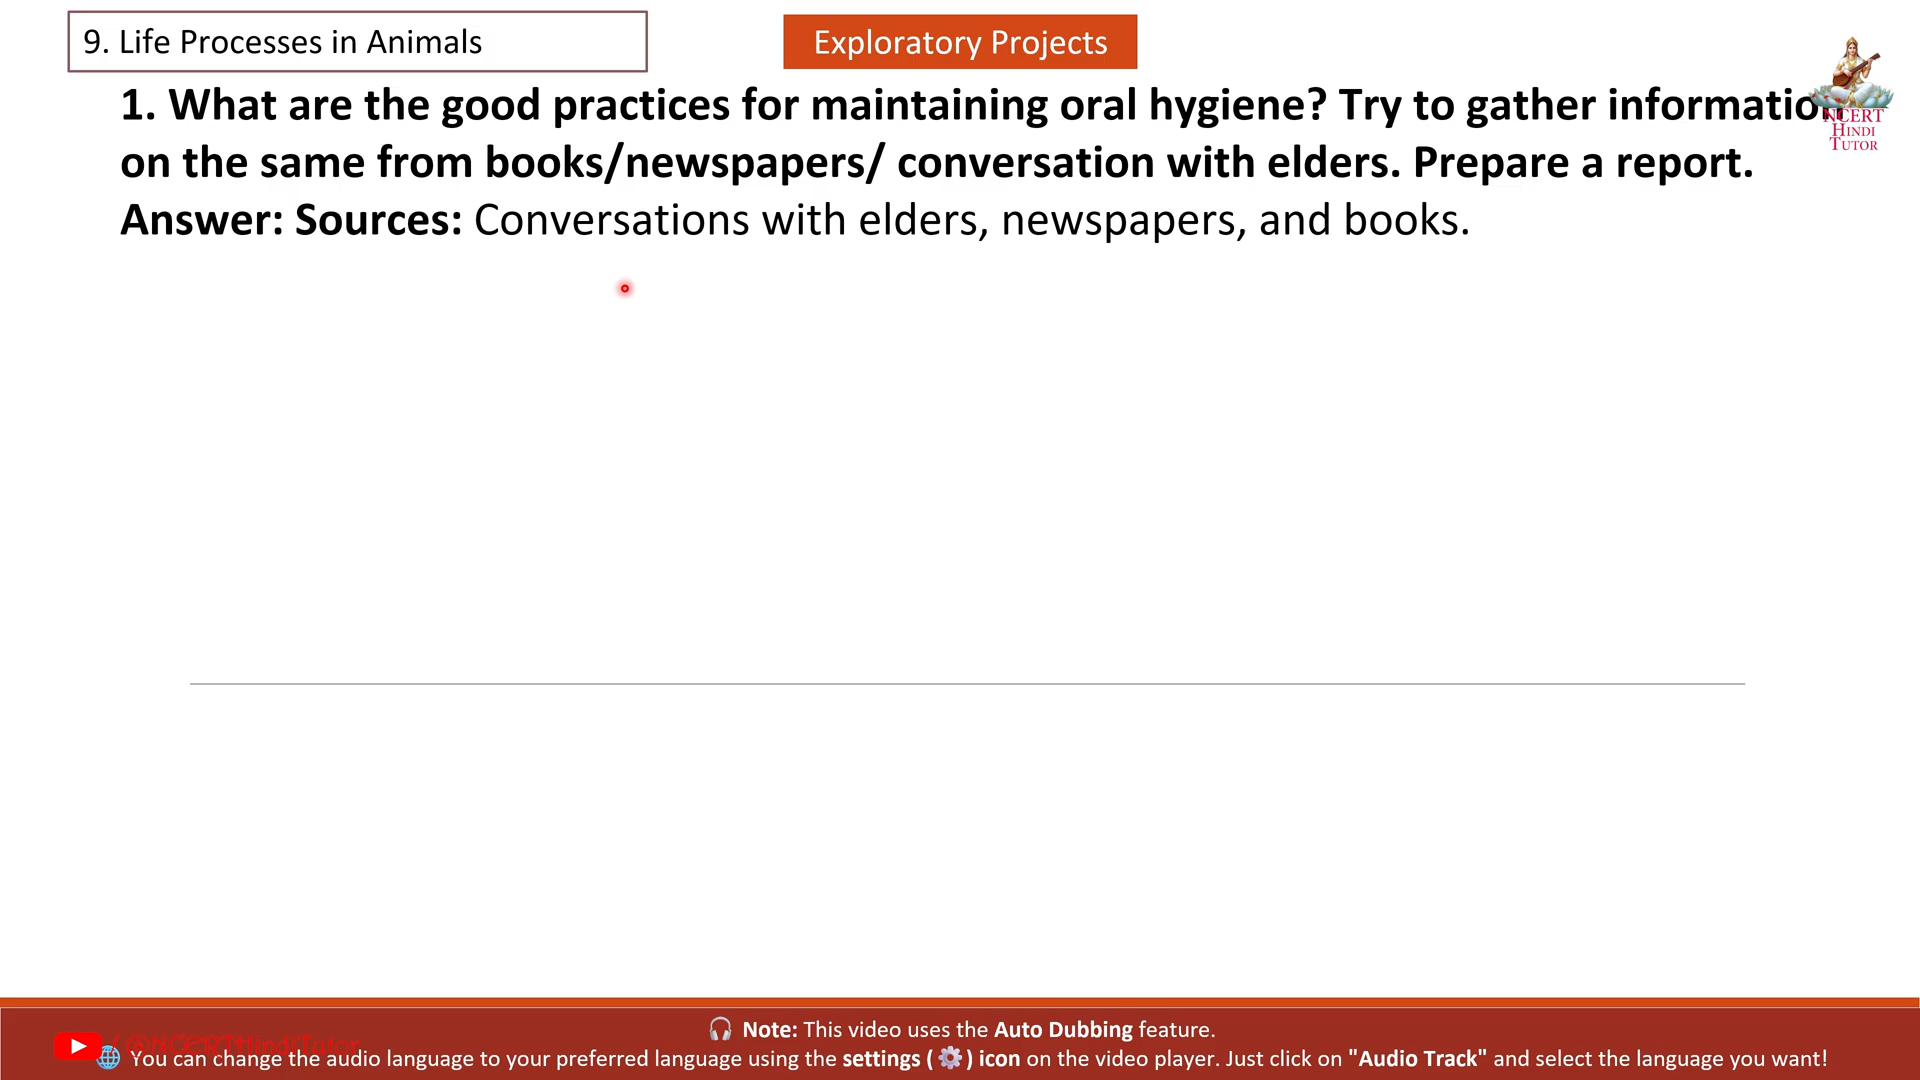 9. Life Processes in Animals
Exploratory Projects
1. What are the good practices for maintaining oral hygiene? Try to gather information
on the same from books/newspapers/ conversation with elders. Prepare a report.
Answer: Sources: Conversations with elders, newspapers, and books.
NCERT
HINDI
TUTOR
🎧 Note: This video uses the Auto Dubbing feature.
/@NCERTHindiTutor
🌐 You can change the audio language to your preferred language using the settings ( ⚙️ ) icon on the video player. Just click on "Audio Track" and select the language you want!